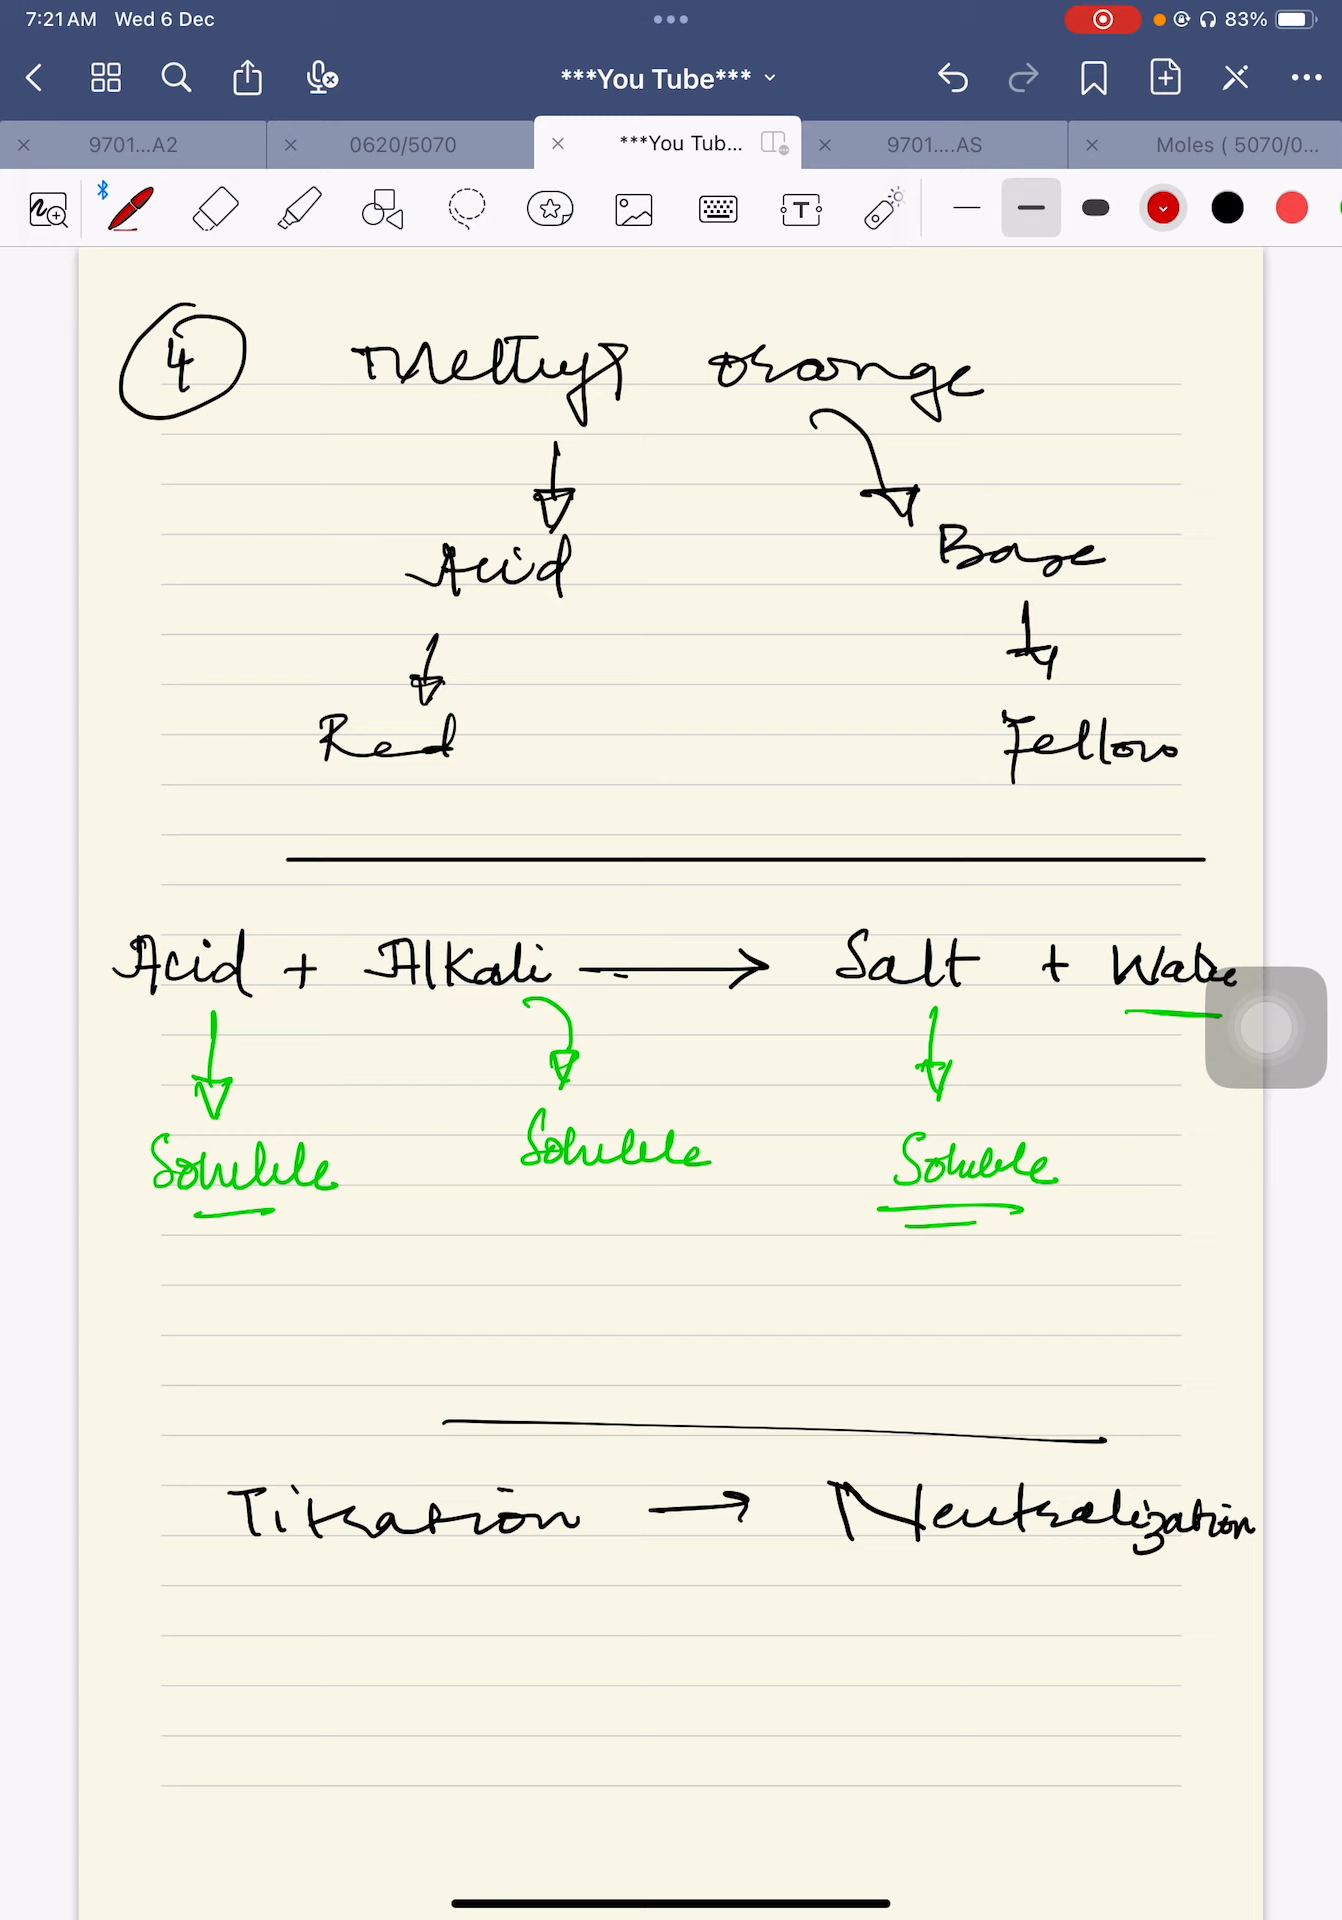 7:21 AM Wed 6 Dec 83%
***You Tube***
9701...A2 0620/5070 ***You Tub... 9701....AS Moles ( 5070/0...
4 Methyl orange
Acid Base
Red Yellow
Acid + Alkali → Salt + Water
Soluble Soluble Soluble
Titration → Neutralization